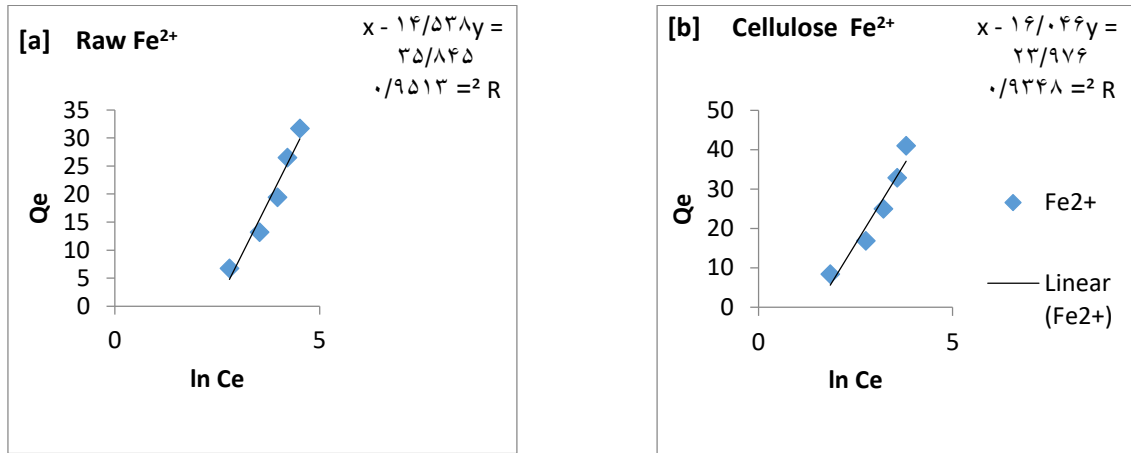 [a] Raw Fe²⁺
x - ۱۴/۵۳۸y =
۳۵/۸۴۵
۰/۹۵۱۳ =² R
35
30
25
20
15
10
5
0
Qe
0 5
ln Ce
[b] Cellulose Fe²⁺
x - ۱۶/۰۴۶y =
۲۳/۹۷۶
۰/۹۳۴۸ =² R
50
40
30
20
10
0
Qe
0 5
ln Ce
Fe2+
Linear
(Fe2+)